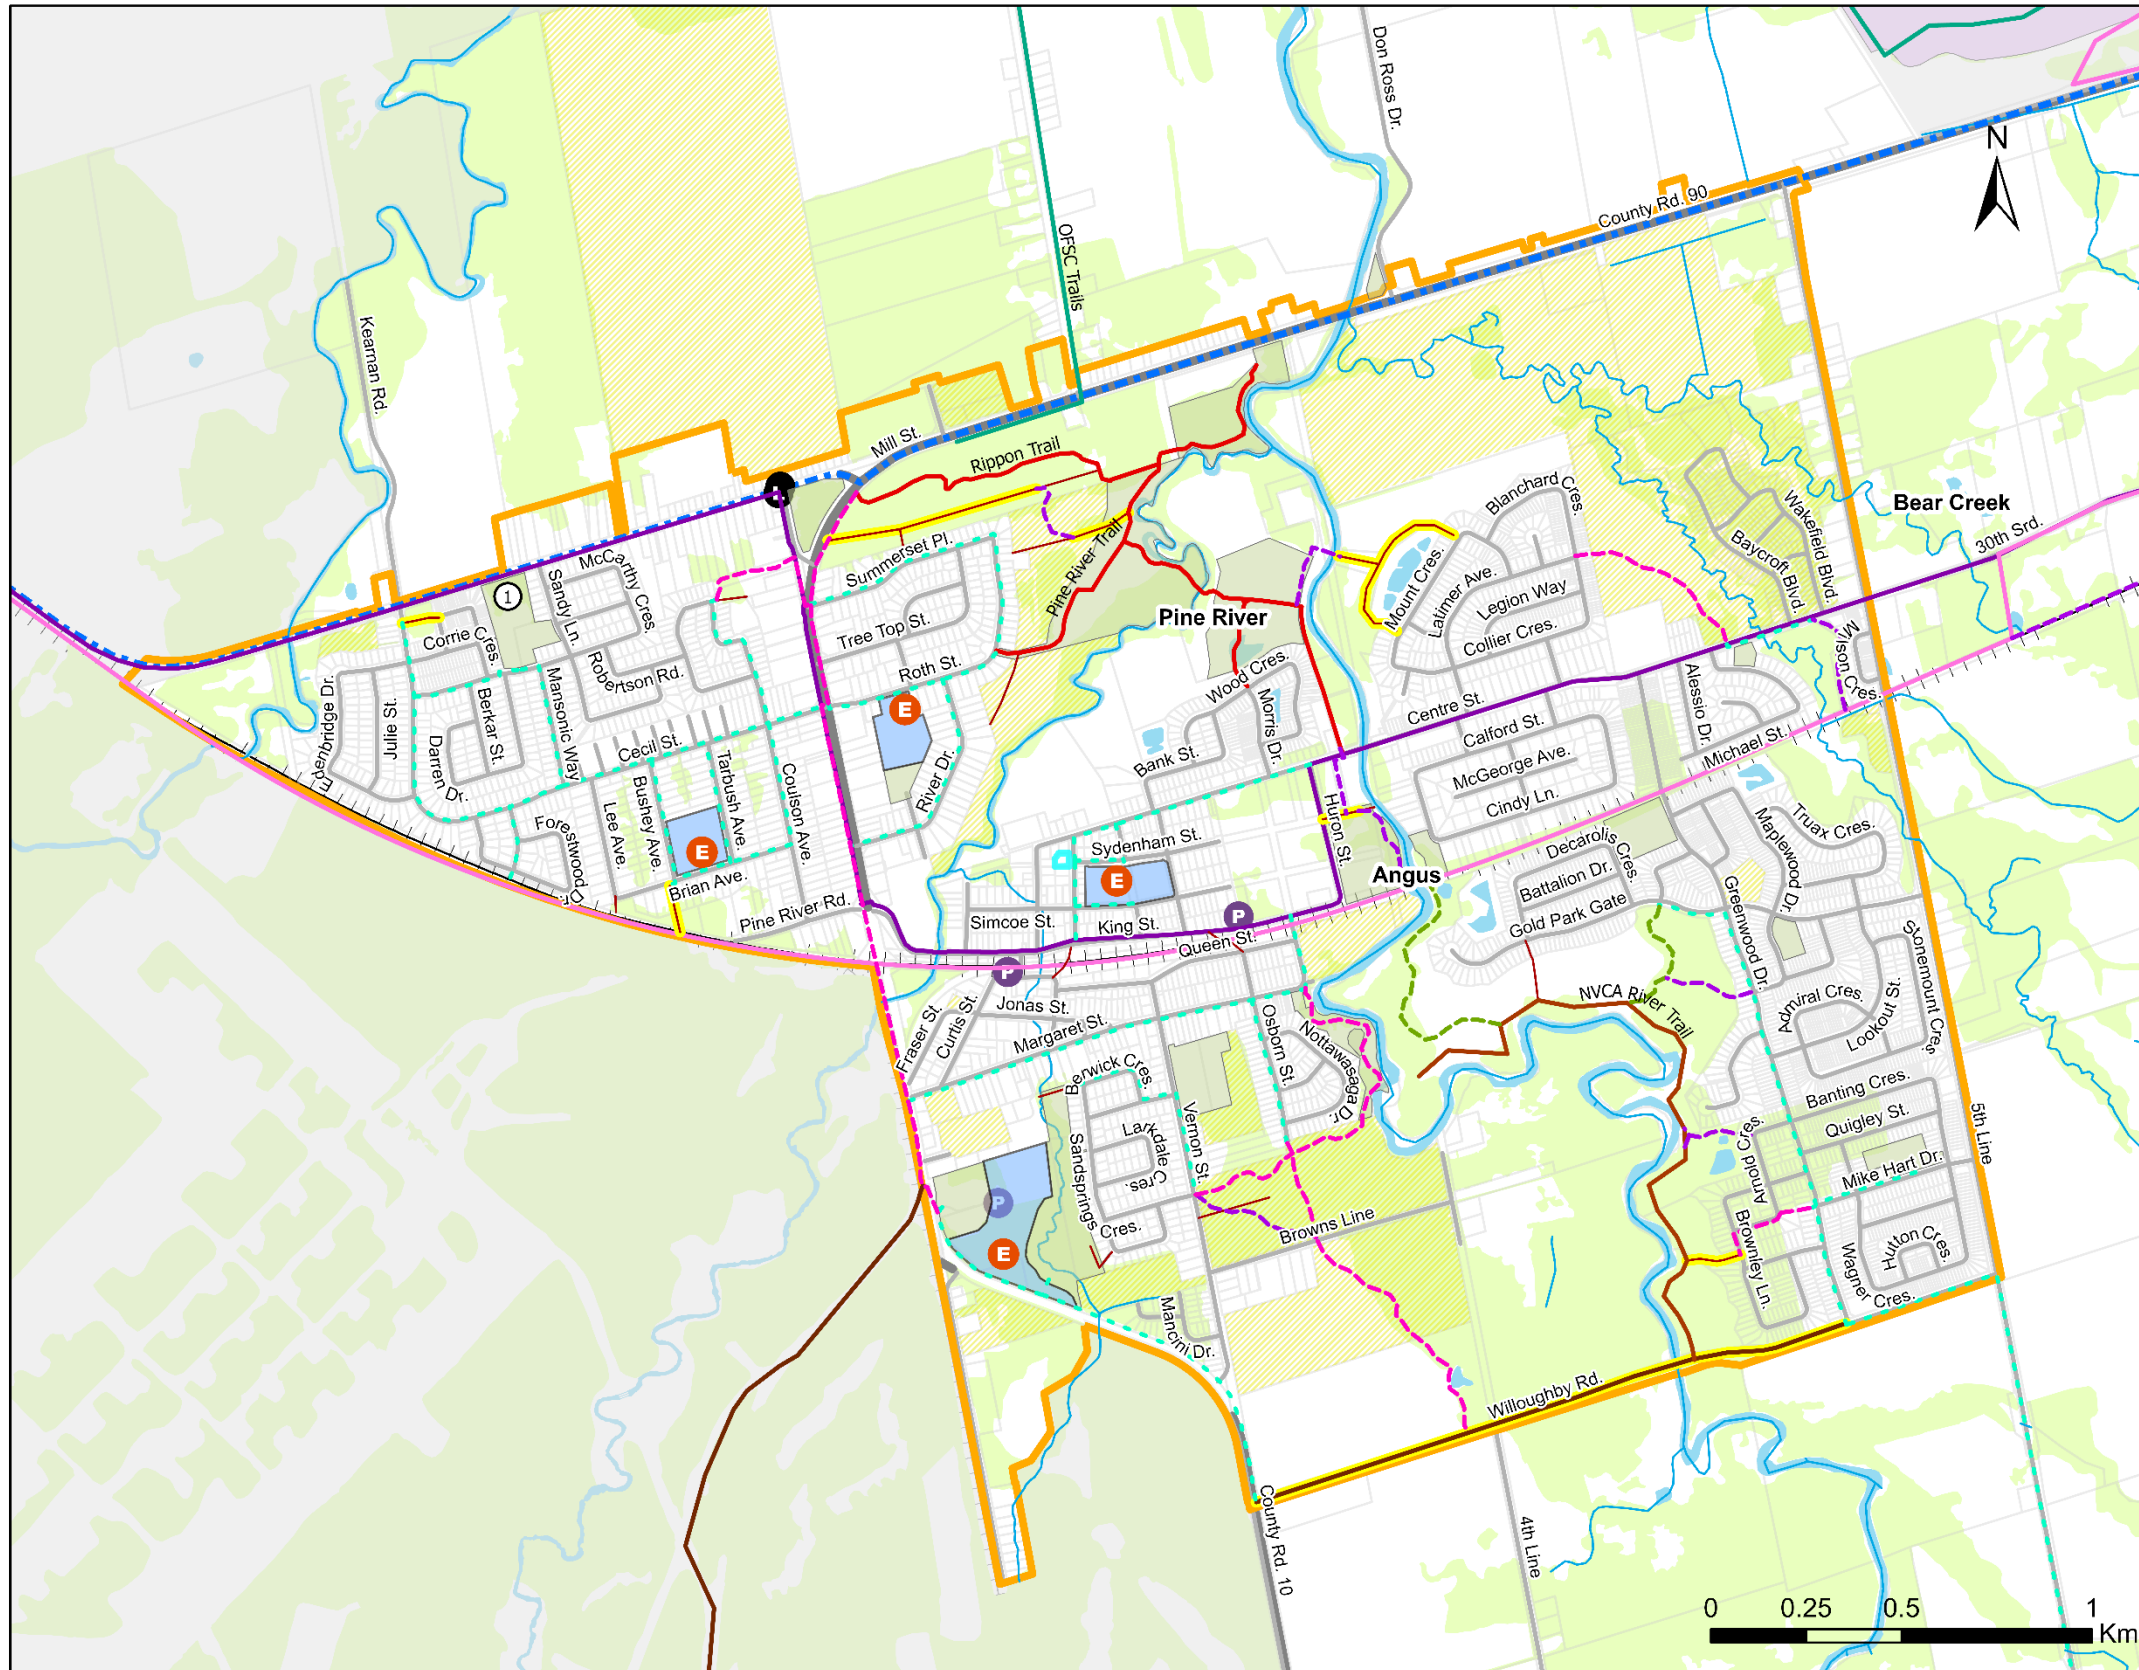 Don Ross Dr.
N
County Rd. 90
OFSC Trails
Kearnan Rd.
Mill St.
Rippon Trail
Blanchard Cres.
Wakefield Blvd.
Bear Creek
30th Srd.
Baycroft Blvd.
McCarthy Cres.
Sandy Ln.
1
Summerset Pl.
Pine River Trail
Mount Cres.
Latimer Ave.
Legion Way
Pine River
Tree Top St.
Corrie Cres.
Collier Cres.
Mylson Cres.
Robertson Rd.
Roth St.
Wood Cres.
Edenbridge Dr.
Julie St.
Berkar St.
Mansonic Way
E
Morris Dr.
Centre St.
Alessio Dr.
Calford St.
Michael St.
Darren Dr.
Cecil St.
Tarbush Ave.
Coulson Ave.
River Dr.
Bank St.
McGeorge Ave.
Cindy Ln.
Forestwood Dr.
Lee Ave.
Bushey Ave.
E
Huron St.
Maplewood Dr.
Truax Cres.
Sydenham St.
Decarolis Cres.
Angus
Battalion Dr.
E
Brian Ave.
Pine River Rd.
Simcoe St.
King St.
P
Gold Park Gate
Greenwood Dr.
Stonemount Cres.
Queen St.
P
NVCA River Trail
Jonas St.
Fraser St.
Curtis St.
Margaret St.
Osborn St.
Nottawasaga Dr.
Admiral Cres.
Lookout St.
Berwick Cres.
Banting Cres.
Vernon St.
Quigley St.
5th Line
Larkdale Cres.
Sandsprings Cres.
Arnold Cres.
Mike Hart Dr.
P
E
Browns Line
Brownley Ln.
Wagner Cres.
Hutton Cres.
Mancini Dr.
Willoughby Rd.
County Rd. 10
4th Line
0 0.25 0.5 1
Km